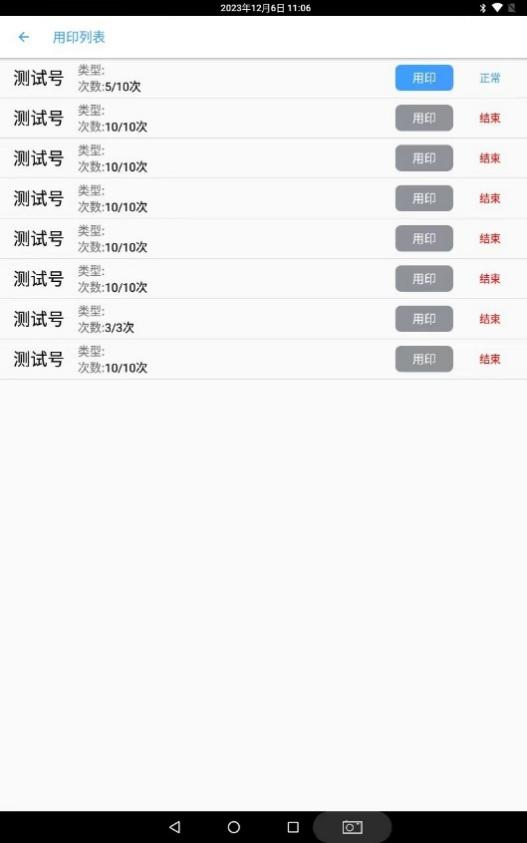 2023年12月6日 11:06
用印列表
测试号 类型: 用印 正常
次数:5/10次
测试号 类型: 用印 结束
次数:10/10次
测试号 类型: 用印 结束
次数:10/10次
测试号 类型: 用印 结束
次数:10/10次
测试号 类型: 用印 结束
次数:10/10次
测试号 类型: 用印 结束
次数:10/10次
测试号 类型: 用印 结束
次数:3/3次
测试号 类型: 用印 结束
次数:10/10次